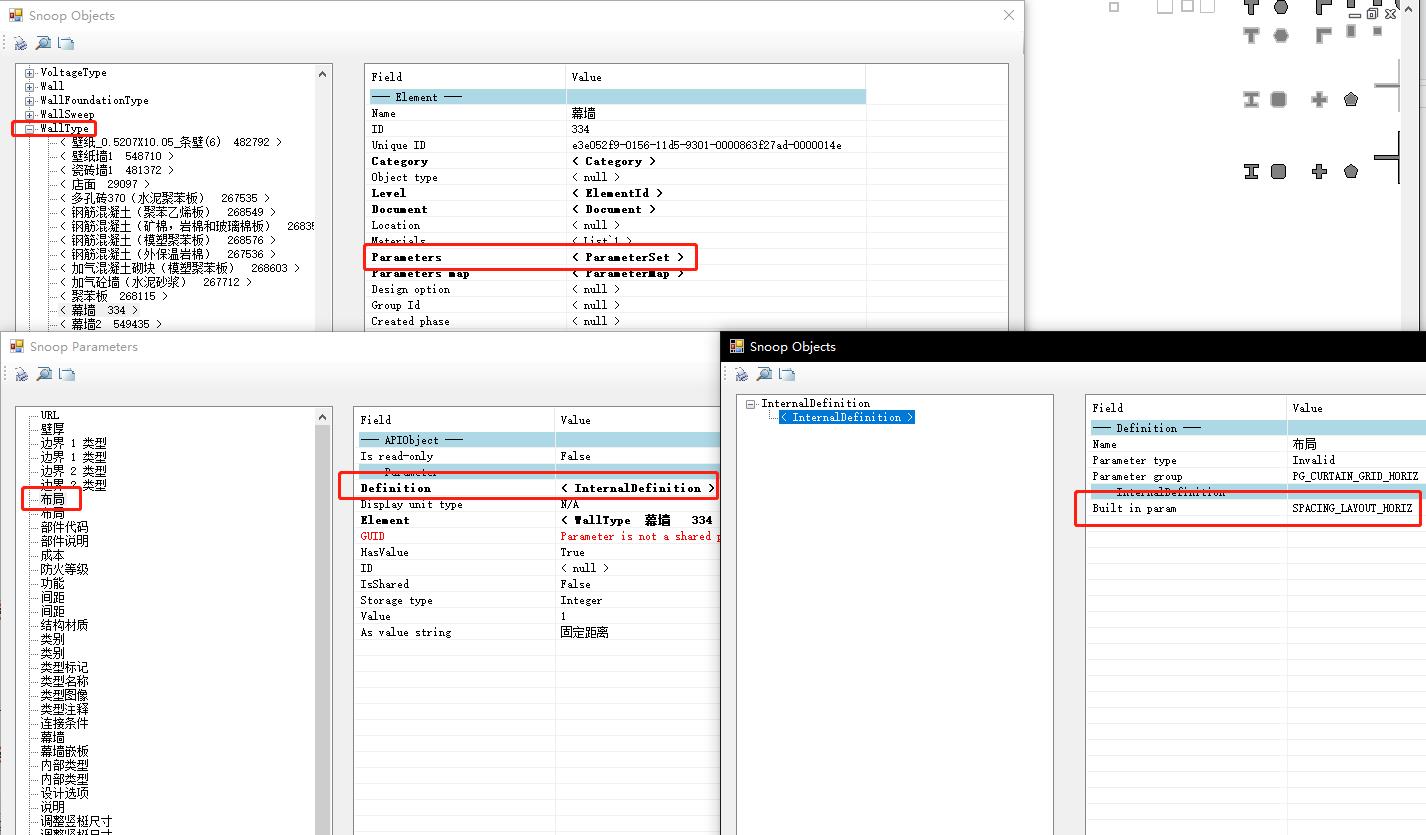 Snoop Objects
VoltageType
Wall
WallFoundationType
WallSweep
WallType
< 壁纸_0.5207X10.05_条壁(6) 482792 >
< 壁纸墙1 548710 >
< 瓷砖墙1 481372 >
< 店面 29097 >
< 多孔砖370（水泥聚苯板） 267535 >
< 钢筋混凝土（聚苯乙烯板） 268549 >
< 钢筋混凝土（矿棉，岩棉和玻璃棉板） 2683
< 钢筋混凝土（模塑聚苯板） 268576 >
< 钢筋混凝土（外保温岩棉） 267536 >
< 加气混凝土砌块（模塑聚苯板） 268603 >
< 加气砼墙（水泥砂浆） 267712 >
< 聚苯板 268115 >
< 幕墙 334 >
< 幕墙2 549435 >
Field Value
── Element ──
Name 幕墙
ID 334
Unique ID e3e052f9-0156-11d5-9301-0000863f27ad-0000014e
Category < Category >
Object type < null >
Level < ElementId >
Document < Document >
Location < null >
Materials < List`1 >
Parameters < ParameterSet >
Parameters map < ParameterMap >
Design option < null >
Group Id < null >
Created phase < null >
Snoop Parameters
URL
壁厚
边界 1 类型
边界 1 类型
边界 2 类型
边界 2 类型
布局
布局
部件代码
部件说明
成本
防火等级
功能
间距
间距
结构材质
类别
类别
类型标记
类型名称
类型图像
类型注释
连接条件
幕墙
幕墙嵌板
内部类型
内部类型
设计选项
说明
调整竖梃尺寸
调整竖梃尺寸
Field Value
── APIObject ──
Is read-only False
Parameter
Definition < InternalDefinition >
Display unit type N/A
Element < WallType 幕墙 334
GUID Parameter is not a shared p
HasValue True
ID < null >
IsShared False
Storage type Integer
Value 1
As value string 固定距离
Snoop Objects
InternalDefinition
< InternalDefinition >
Field Value
── Definition ──
Name 布局
Parameter type Invalid
Parameter group PG_CURTAIN_GRID_HORIZ
InternalDefinition
Built in param SPACING_LAYOUT_HORIZ